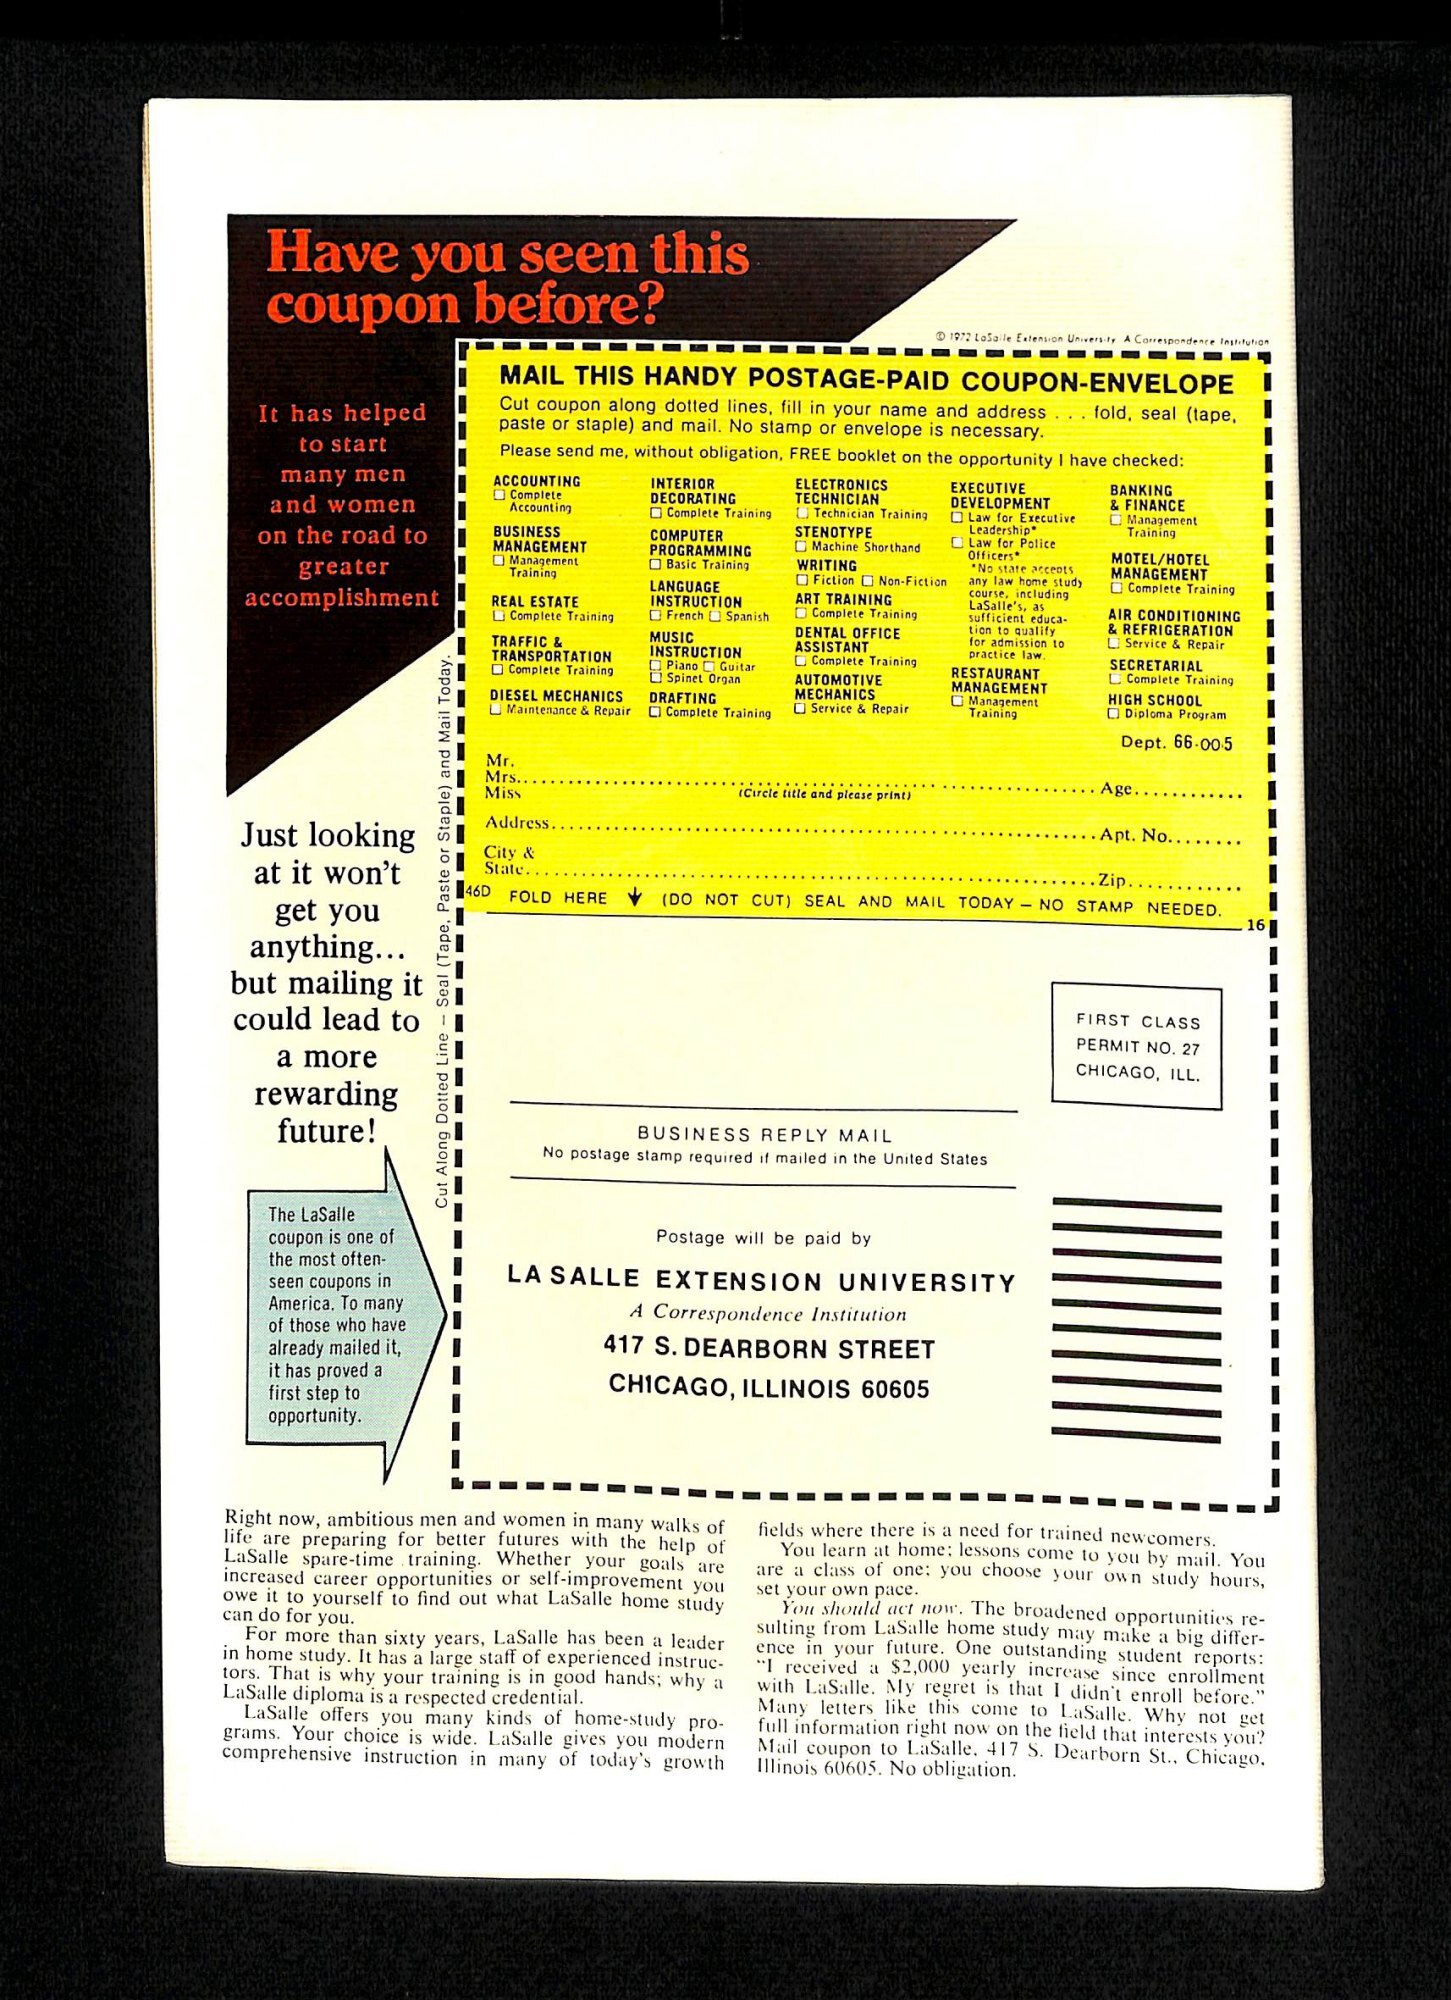 Have you seen this
coupon before?
It has helped
to start
many men
and women
on the road to
greater
accomplishment
© 1972 LaSalle Extension University A Correspondence Institution
MAIL THIS HANDY POSTAGE-PAID COUPON-ENVELOPE
Cut coupon along dotted lines, fill in your name and address . . . fold, seal (tape,
paste or staple) and mail. No stamp or envelope is necessary.
Please send me, without obligation, FREE booklet on the opportunity I have checked:
ACCOUNTING
☐ Complete
Accounting
BUSINESS
MANAGEMENT
☐ Management
Training
REAL ESTATE
☐ Complete Training
TRAFFIC &
TRANSPORTATION
☐ Complete Training
DIESEL MECHANICS
☐ Maintenance & Repair
INTERIOR
DECORATING
☐ Complete Training
COMPUTER
PROGRAMMING
☐ Basic Training
LANGUAGE
INSTRUCTION
☐ French ☐ Spanish
MUSIC
INSTRUCTION
☐ Piano ☐ Guitar
☐ Spinet Organ
DRAFTING
☐ Complete Training
ELECTRONICS
TECHNICIAN
☐ Technician Training
STENOTYPE
☐ Machine Shorthand
WRITING
☐ Fiction ☐ Non-Fiction
ART TRAINING
☐ Complete Training
DENTAL OFFICE
ASSISTANT
☐ Complete Training
AUTOMOTIVE
MECHANICS
☐ Service & Repair
EXECUTIVE
DEVELOPMENT
☐ Law for Executive
Leadership*
☐ Law for Police
Officers*
*No state accepts
any law home study
course, including
LaSalle's, as
sufficient educa-
tion to qualify
for admission to
practice law.
RESTAURANT
MANAGEMENT
☐ Management
Training
BANKING
& FINANCE
☐ Management
Training
MOTEL/HOTEL
MANAGEMENT
☐ Complete Training
AIR CONDITIONING
& REFRIGERATION
☐ Service & Repair
SECRETARIAL
☐ Complete Training
HIGH SCHOOL
☐ Diploma Program
Dept. 66-005
Mr.
Mrs. Age
Miss (Circle title and please print)
Address Apt. No.
City &
State Zip
46D FOLD HERE ↓ (DO NOT CUT) SEAL AND MAIL TODAY – NO STAMP NEEDED.
16
Cut Along Dotted Line – Seal (Tape, Paste or Staple) and Mail Today.
Just looking
at it won't
get you
anything...
but mailing it
could lead to
a more
rewarding
future!
The LaSalle
coupon is one of
the most often-
seen coupons in
America. To many
of those who have
already mailed it,
it has proved a
first step to
opportunity.
FIRST CLASS
PERMIT NO. 27
CHICAGO, ILL.
BUSINESS REPLY MAIL
No postage stamp required if mailed in the United States
Postage will be paid by
LA SALLE EXTENSION UNIVERSITY
A Correspondence Institution
417 S. DEARBORN STREET
CHICAGO, ILLINOIS 60605
Right now, ambitious men and women in many walks of
life are preparing for better futures with the help of
LaSalle spare-time training. Whether your goals are
increased career opportunities or self-improvement you
owe it to yourself to find out what LaSalle home study
can do for you.
For more than sixty years, LaSalle has been a leader
in home study. It has a large staff of experienced instruc-
tors. That is why your training is in good hands; why a
LaSalle diploma is a respected credential.
LaSalle offers you many kinds of home-study pro-
grams. Your choice is wide. LaSalle gives you modern
comprehensive instruction in many of today's growth
fields where there is a need for trained newcomers.
You learn at home; lessons come to you by mail. You
are a class of one; you choose your own study hours,
set your own pace.
You should act now. The broadened opportunities re-
sulting from LaSalle home study may make a big differ-
ence in your future. One outstanding student reports:
"I received a $2,000 yearly increase since enrollment
with LaSalle. My regret is that I didn't enroll before."
Many letters like this come to LaSalle. Why not get
full information right now on the field that interests you?
Mail coupon to LaSalle, 417 S. Dearborn St., Chicago,
Illinois 60605. No obligation.